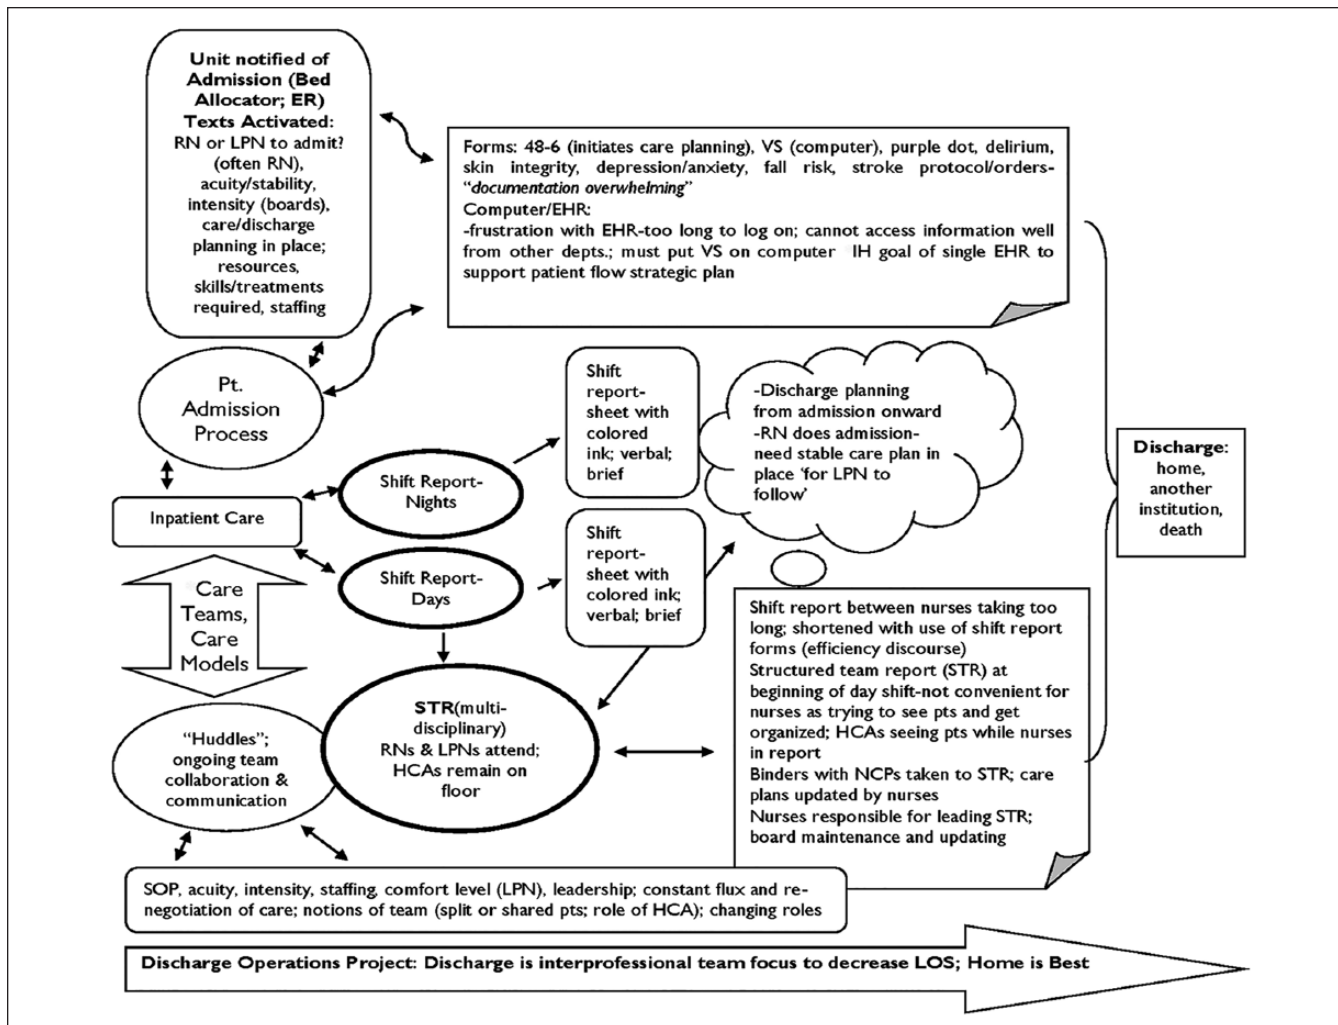 Unit notified of
Admission (Bed
Allocator; ER)
Texts Activated:
RN or LPN to admit?
(often RN),
acuity/stability,
intensity (boards),
care/discharge
planning in place;
resources,
skills/treatments
required, staffing
Forms: 48-6 (initiates care planning), VS (computer), purple dot, delirium,
skin integrity, depression/anxiety, fall risk, stroke protocol/orders-
“documentation overwhelming”
Computer/EHR:
-frustration with EHR-too long to log on; cannot access information well
from other depts.; must put VS on computer IH goal of single EHR to
support patient flow strategic plan
Pt.
Admission
Process
Inpatient Care
Shift Report-
Nights
Shift
report-
sheet with
colored
ink; verbal;
brief
-Discharge planning
from admission onward
-RN does admission-
need stable care plan in
place ‘for LPN to
follow’
Discharge:
home,
another
institution,
death
Care
Teams,
Care
Models
Shift Report-
Days
Shift
report-
sheet with
colored ink;
verbal; brief
Shift report between nurses taking too
long; shortened with use of shift report
forms (efficiency discourse)
Structured team report (STR) at
beginning of day shift-not convenient for
nurses as trying to see pts and get
organized; HCAs seeing pts while nurses
in report
Binders with NCPs taken to STR; care
plans updated by nurses
Nurses responsible for leading STR;
board maintenance and updating
“Huddles”;
ongoing team
collaboration &
communication
STR(multi-
disciplinary)
RNs & LPNs attend;
HCAs remain on
floor
SOP, acuity, intensity, staffing, comfort level (LPN), leadership; constant flux and re-
negotiation of care; notions of team (split or shared pts; role of HCA); changing roles
Discharge Operations Project: Discharge is interprofessional team focus to decrease LOS; Home is Best